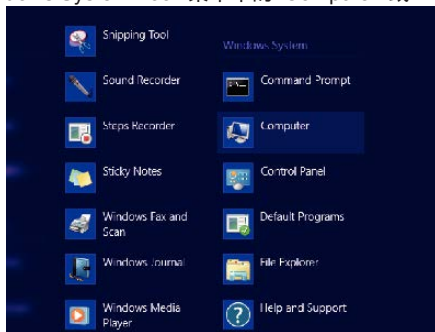 Snipping Tool
Sound Recorder
Steps Recorder
Sticky Notes
Windows Fax and
Scan
Windows Journal
Windows Media
Player
Windows System
Command Prompt
Computer
Control Panel
Default Programs
File Explorer
Help and Support